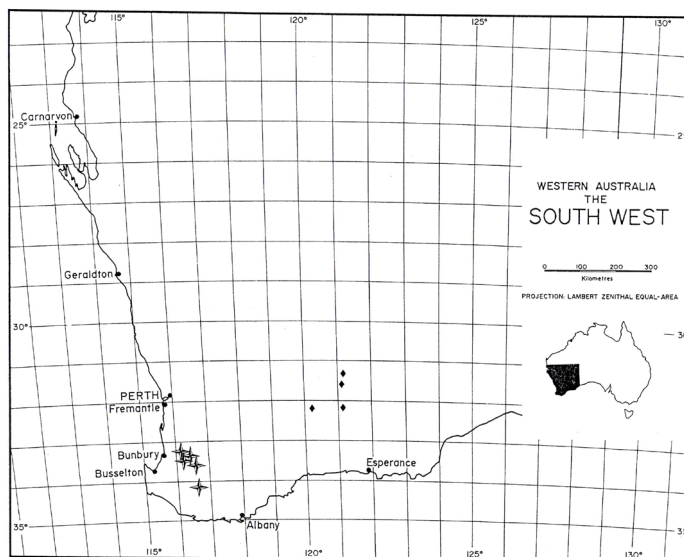 115°
120°
125°
130°
Carnarvon
25°
WESTERN AUSTRALIA
THE
SOUTH WEST
Geraldton
0 100 200 300
Kilometres
PROJECTION: LAMBERT ZENITHAL EQUAL-AREA
30°
PERTH
Fremantle
Bunbury
Busselton
Esperance
Albany
35°
115°
120°
125°
130°